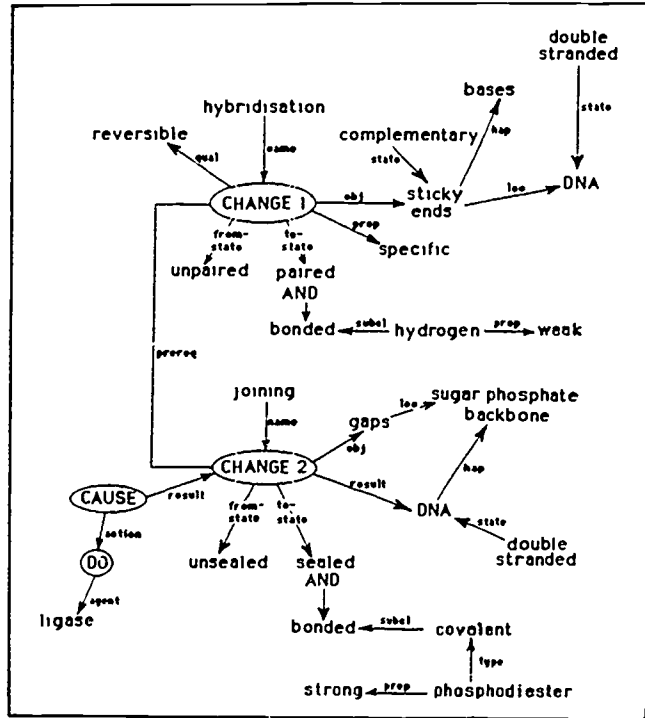 double
stranded
bases
hybridisation
state
hap
reversible
complementary
name
qual
state
loc
DNA
CHANGE 1
obj
sticky
ends
prop
from-
state
to-
state
specific
unpaired
paired
AND
bonded
subcl
hydrogen
prop
weak
prereq
joining
sugar phosphate
backbone
loc
name
gaps
obj
CHANGE 2
hap
CAUSE
result
result
from-
state
to-
state
DNA
state
action
double
stranded
DO
unsealed
sealed
AND
agent
ligase
bonded
subcl
covalant
type
strong
prop
phosphodiester